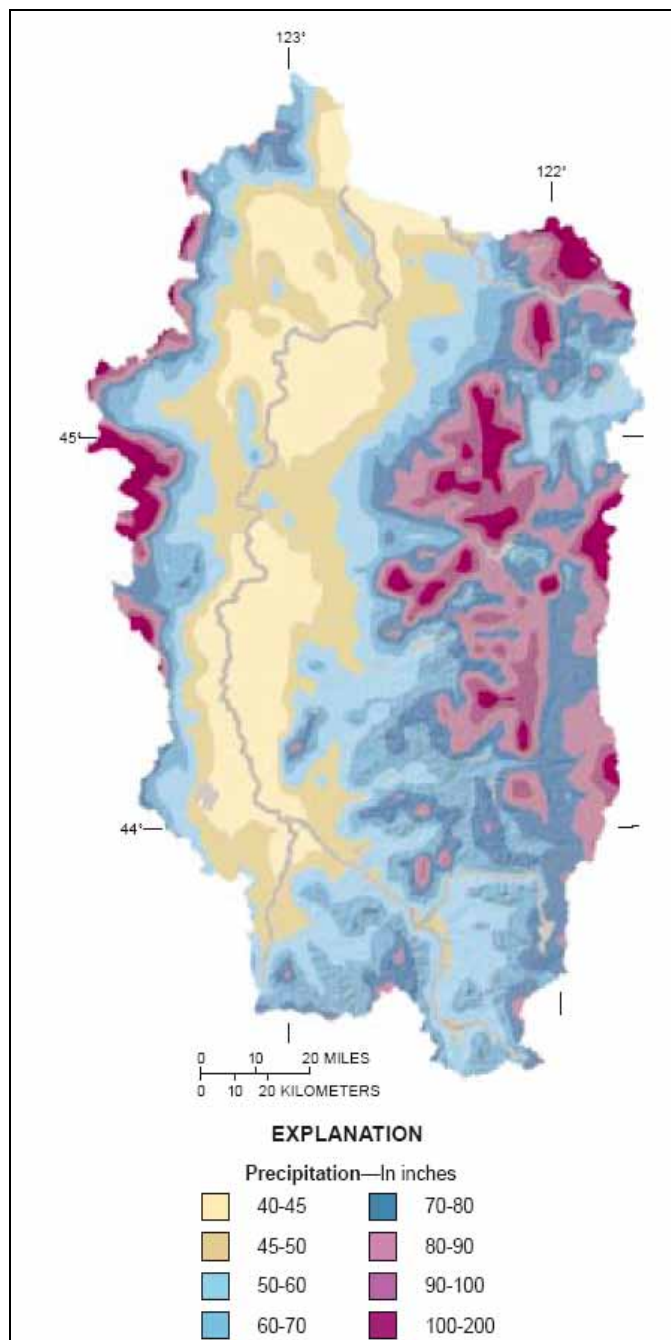 123°
122°
45°
44°
0 10 20 MILES
0 10 20 KILOMETERS
EXPLANATION
Precipitation—In inches
40-45 70-80
45-50 80-90
50-60 90-100
60-70 100-200